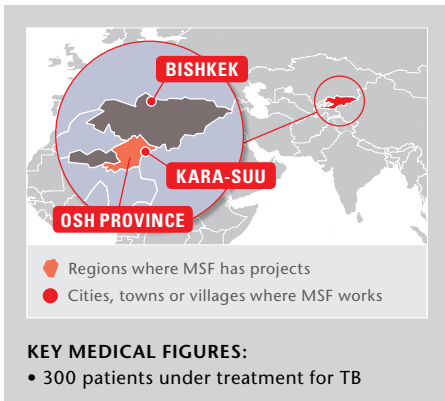 BISHKEK
KARA-SUU
OSH PROVINCE
Regions where MSF has projects
Cities, towns or villages where MSF works
KEY MEDICAL FIGURES:
• 300 patients under treatment for TB